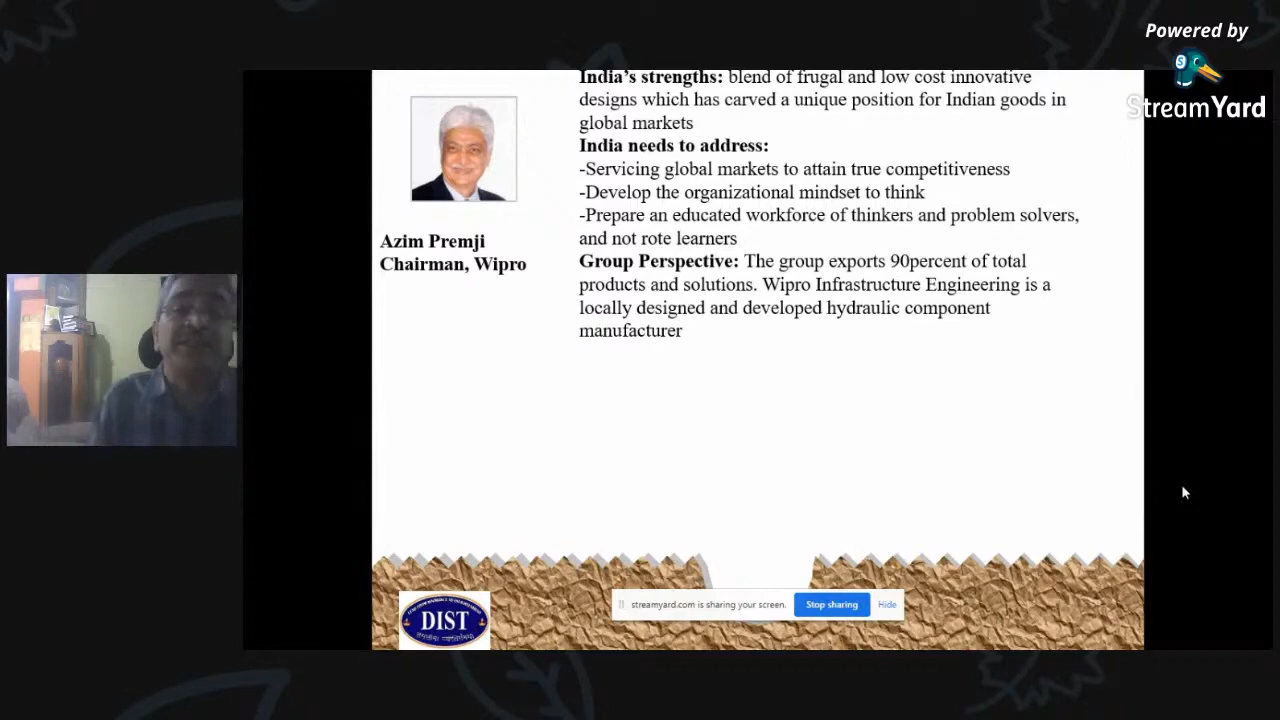 Powered by
StreamYard
India's strengths: blend of frugal and low cost innovative
designs which has carved a unique position for Indian goods in
global markets
India needs to address:
-Servicing global markets to attain true competitiveness
-Develop the organizational mindset to think
-Prepare an educated workforce of thinkers and problem solvers,
and not rote learners
Group Perspective: The group exports 90percent of total
products and solutions. Wipro Infrastructure Engineering is a
locally designed and developed hydraulic component
manufacturer
Azim Premji
Chairman, Wipro
streamyard.com is sharing your screen.
Stop sharing
Hide
DIST